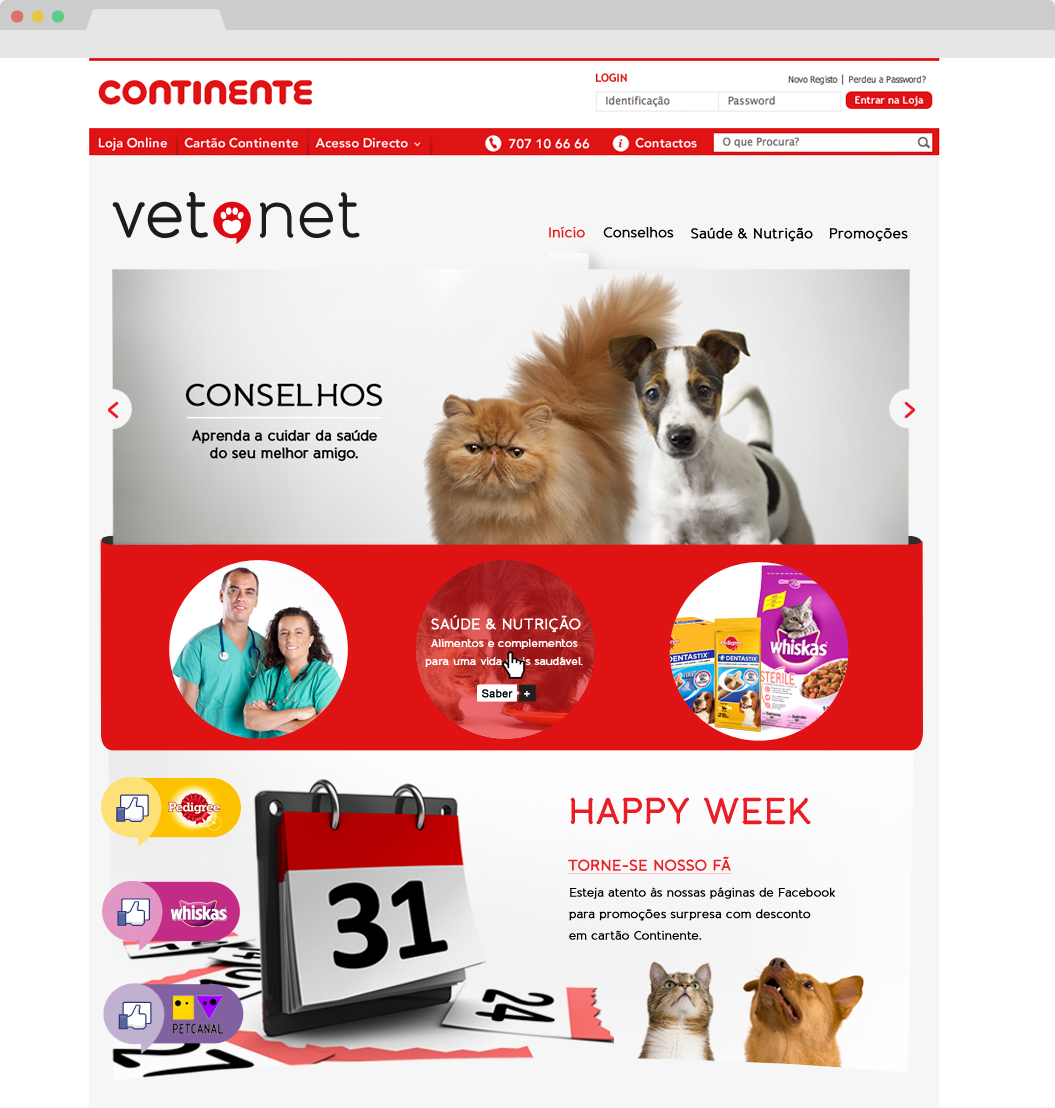 CONTINENTE
LOGIN
Novo Registo | Perdeu a Password?
Identificação
Password
Entrar na Loja
Loja Online
Cartão Continente
Acesso Directo
707 10 66 66
i Contactos
O que Procura?
vet net
Início
Conselhos
Saúde & Nutrição
Promoções
CONSELHOS
Aprenda a cuidar da saúde
do seu melhor amigo.
SAÚDE & NUTRIÇÃO
Alimentos e complementos
para uma vida mais saudável.
Saber +
Pedigree
DENTASTIX
Pedigree
DENTASTIX
whiskas
STERILE
Pedigree
whiskas
PETCANAL
31
24
HAPPY WEEK
TORNE-SE NOSSO FÃ
Esteja atento às nossas páginas de Facebook
para promoções surpresa com desconto
em cartão Continente.